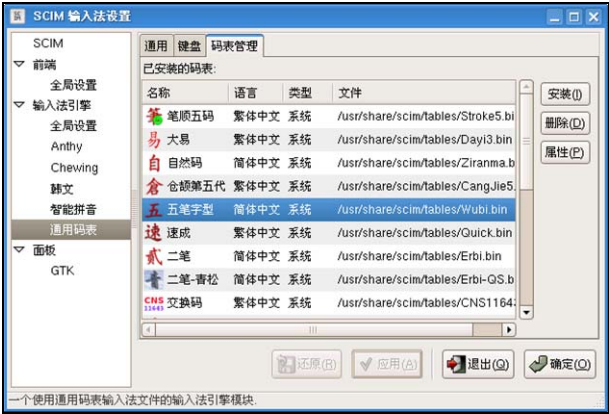 SCIM 输入法设置
SCIM
前端
全局设置
输入法引擎
全局设置
Anthy
Chewing
韩文
智能拼音
通用码表
面板
GTK
通用 键盘 码表管理
已安装的码表:
名称 语言 类型 文件
笔顺五码 繁体中文 系统 /usr/share/scim/tables/Stroke5.bi
大易 繁体中文 系统 /usr/share/scim/tables/Dayi3.bin
自然码 简体中文 系统 /usr/share/scim/tables/Ziranma.b
仓颉第五代 繁体中文 系统 /usr/share/scim/tables/CangJie5.
五笔字型 简体中文 系统 /usr/share/scim/tables/Wubi.bin
速成 繁体中文 系统 /usr/share/scim/tables/Quick.bin
二笔 简体中文 系统 /usr/share/scim/tables/Erbi.bin
二笔-青松 简体中文 系统 /usr/share/scim/tables/Erbi-QS.b
CNS 11643 交换码 繁体中文 系统 /usr/share/scim/tables/CNS1164
安装(I)
删除(D)
属性(P)
还原(R) 应用(A) 退出(Q) 确定(O)
一个使用通用码表输入法文件的输入法引擎模块.